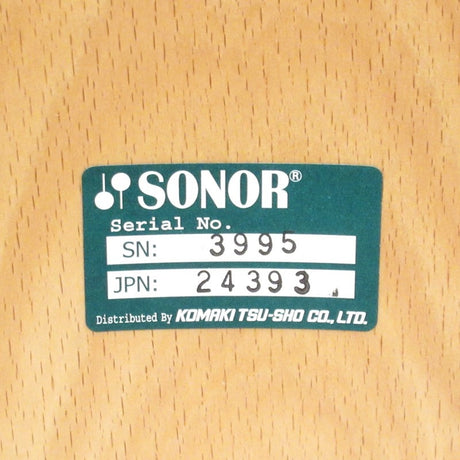 SONOR®
Serial No.
SN: 3995
JPN: 24393
Distributed By KOMAKI TSU-SHO CO., LTD.